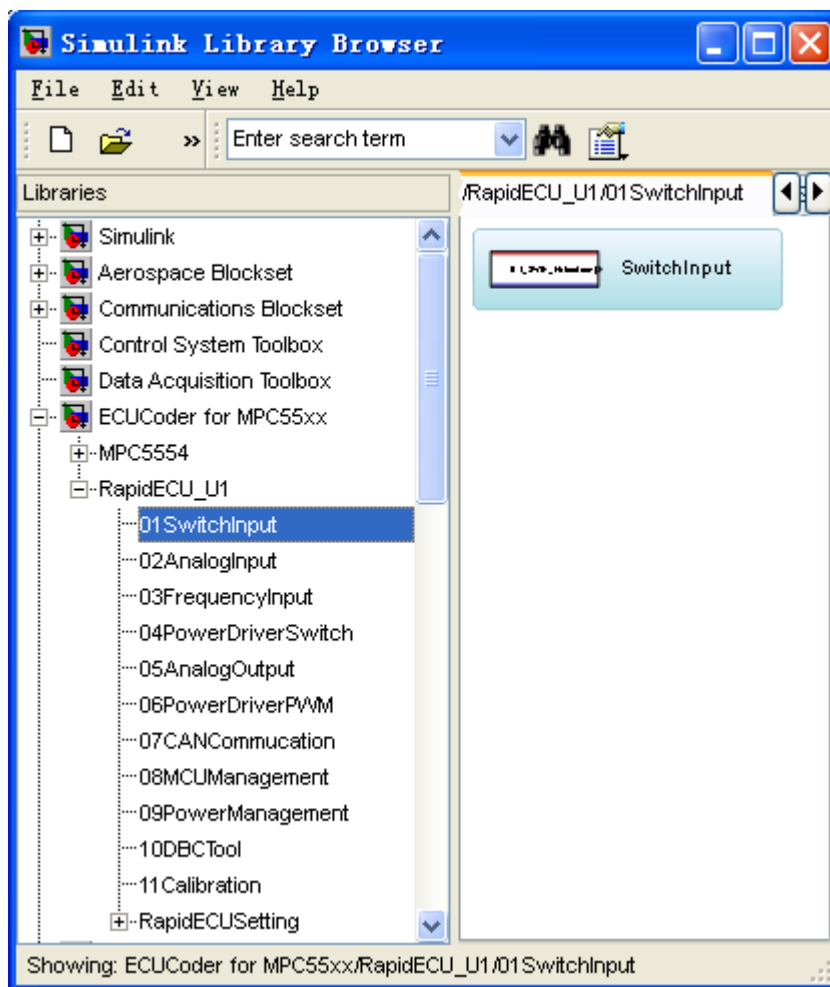 Simulink Library Browser
File Edit View Help
» Enter search term
Libraries
/RapidECU_U1/01SwitchInput
Simulink
SwitchInput
Aerospace Blockset
Communications Blockset
Control System Toolbox
Data Acquisition Toolbox
ECUCoder for MPC55xx
MPC5554
RapidECU_U1
01SwitchInput
02AnalogInput
03FrequencyInput
04PowerDriverSwitch
05AnalogOutput
06PowerDriverPWM
07CANCommucation
08MCUManagement
09PowerManagement
10DBCTool
11Calibration
RapidECUSetting
Showing: ECUCoder for MPC55xx/RapidECU_U1/01SwitchInput